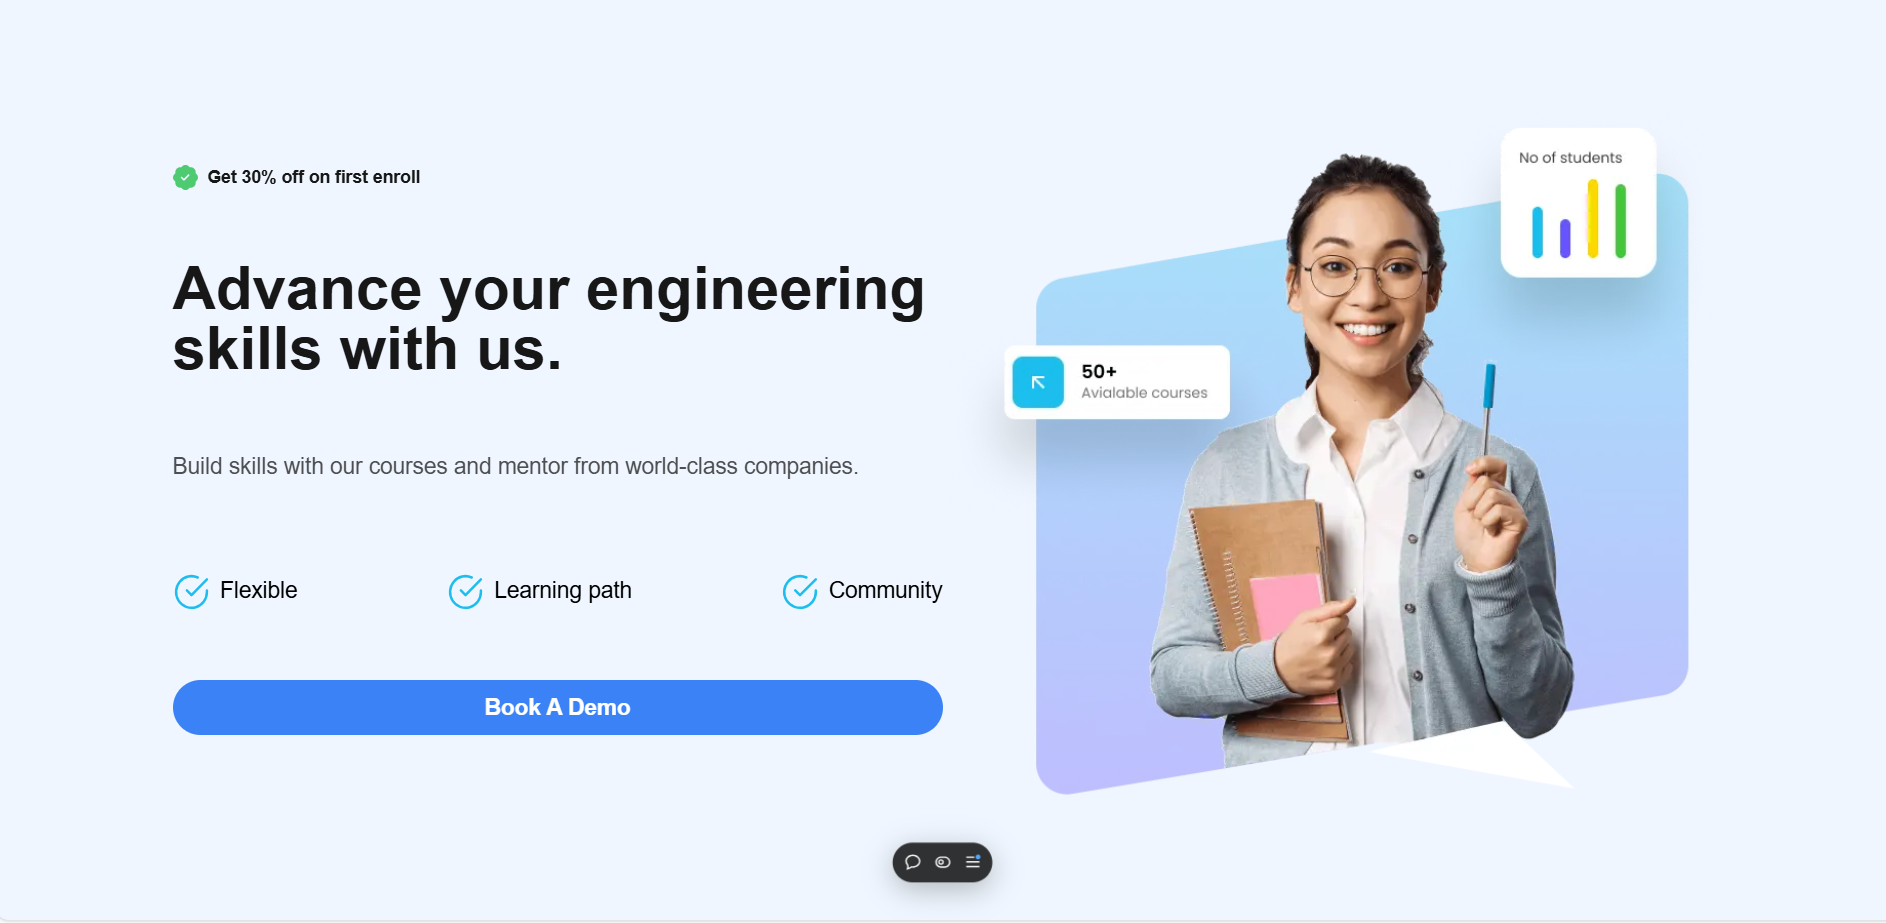 Get 30% off on first enroll
Advance your engineering
skills with us.
Build skills with our courses and mentor from world-class companies.
Flexible
Learning path
Community
Book A Demo
No of students
50+
Avialable courses